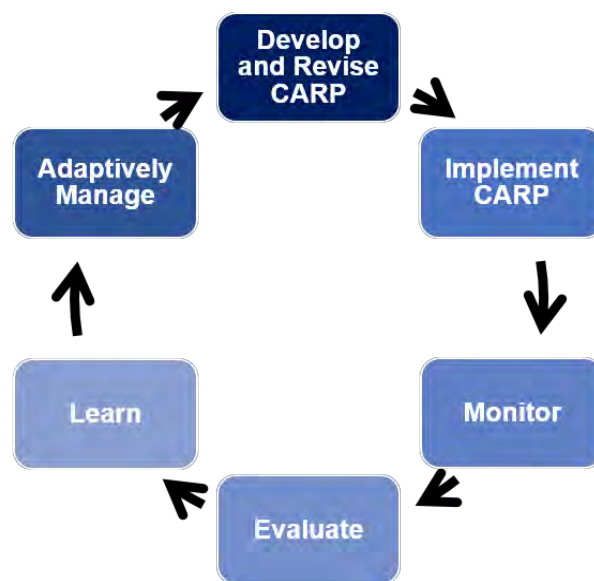 Develop
and Revise
CARP
Implement
CARP
Monitor
Evaluate
Learn
Adaptively
Manage